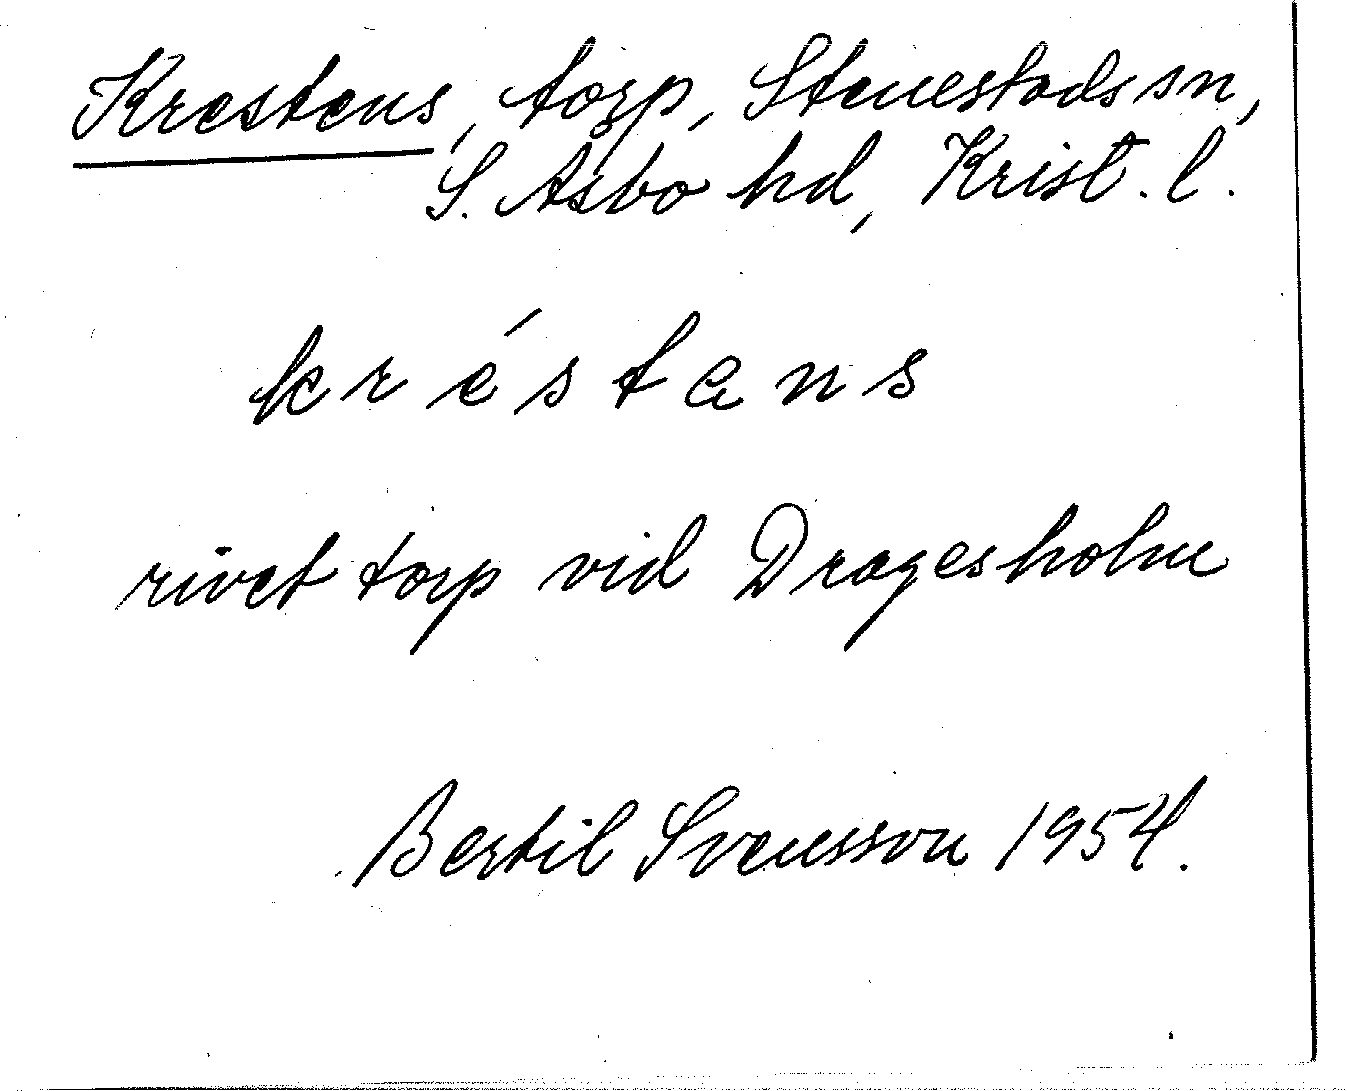 Krestens, torp, Stenestads sn,
S. Åsbo hd, Krist. l.
kréstans
rivet torp vid Dragesholm
Bertil Svensson 1954.